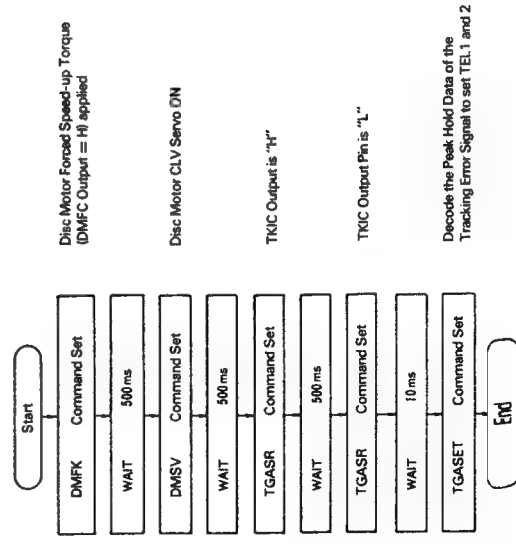 Start
DMFK Command Set
Disc Motor Forced Speed-up Torque
(DMFC Output = H) applied
WAIT 500 ms
DMSV Command Set
Disc Motor CLV Servo ON
WAIT 500 ms
TGASR Command Set
TKIC Output is "H"
WAIT 500 ms
TGASR Command Set
TKIC Output Pin is "L"
WAIT 10 ms
TGASET Command Set
Decode the Peak Hold Data of the
Tracking Error Signal to set TEL1 and 2
End